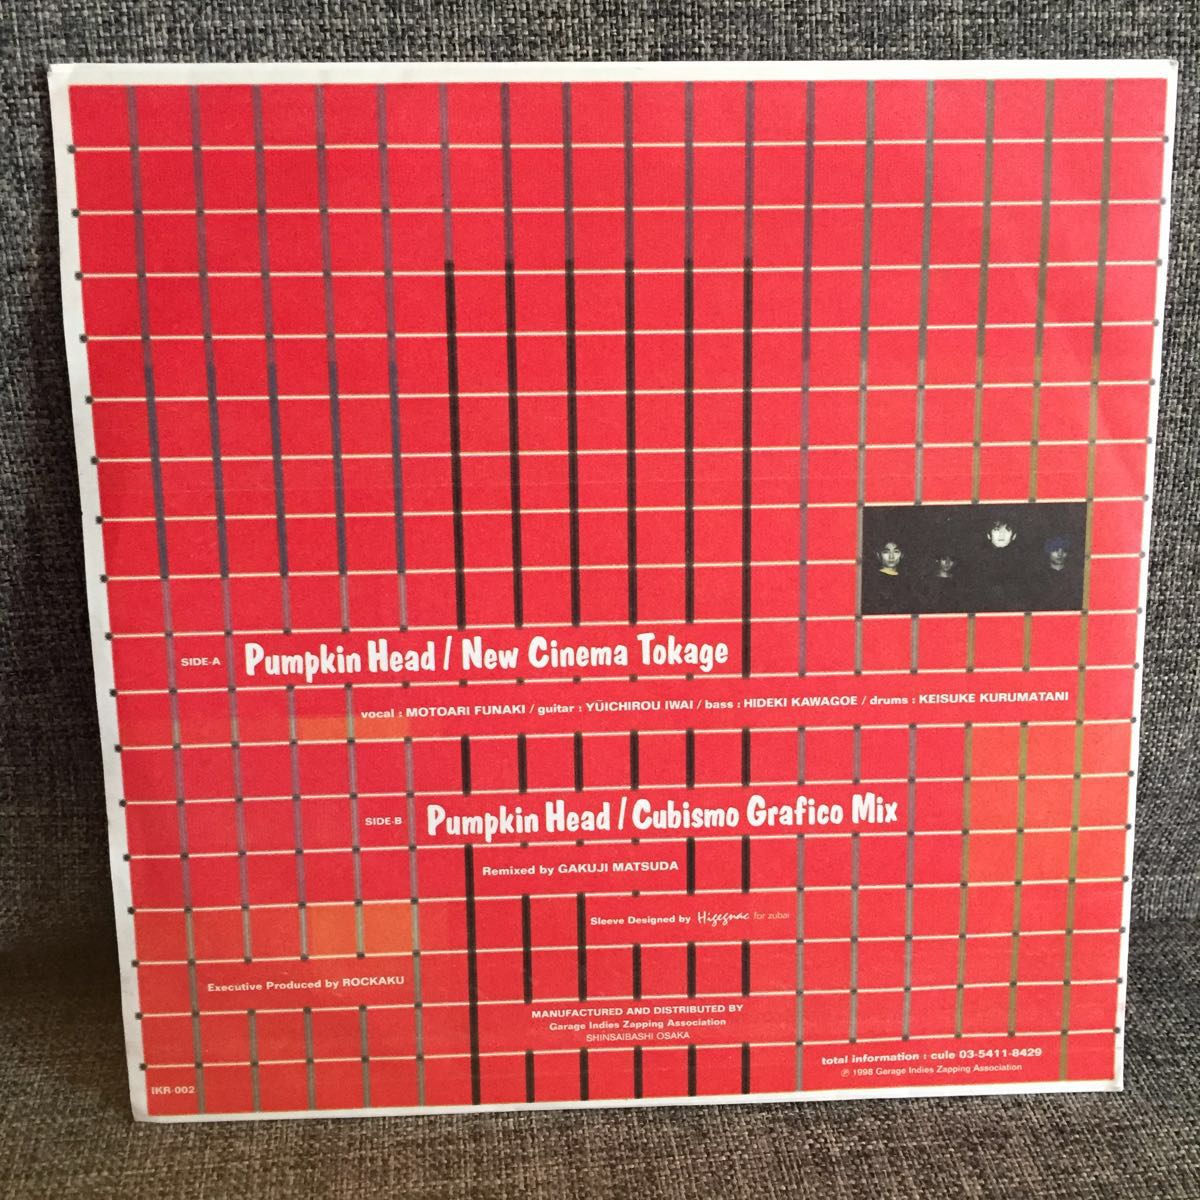 SIDE-A Pumpkin Head / New Cinema Tokage
vocal : MOTOARI FUNAKI / guitar : YÜICHIROU IWAI / bass : HIDEKI KAWAGOE / drums : KEISUKE KURUMATANI
SIDE-B Pumpkin Head / Cubismo Grafico Mix
Remixed by GAKUJI MATSUDA
Sleeve Designed by Higegnac for zubai
Executive Produced by ROCKAKU
MANUFACTURED AND DISTRIBUTED BY
Garage Indies Zapping Association
SHINSAIBASHI OSAKA
total information : cule 03-5411-8429
℗ 1998 Garage Indies Zapping Association
IKR-002